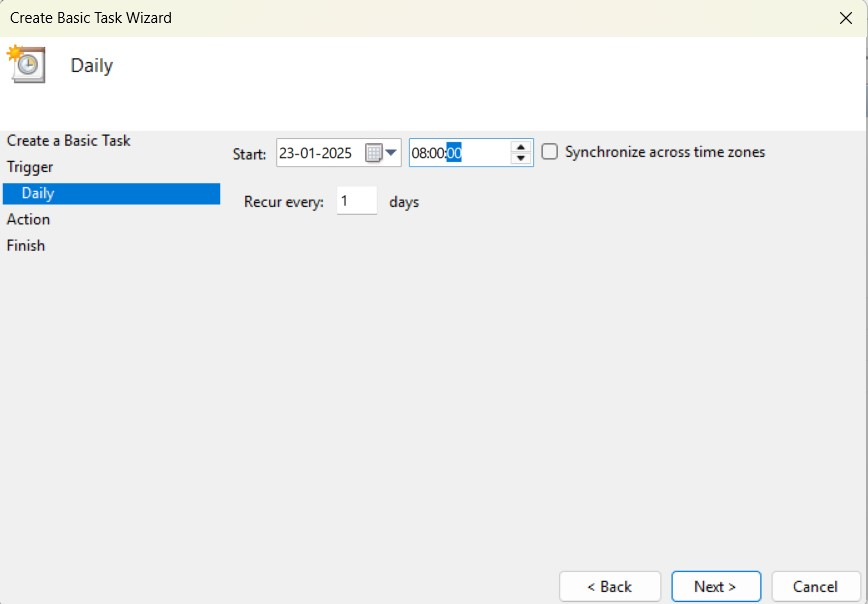 Create Basic Task Wizard
Daily
Create a Basic Task
Trigger
Daily
Action
Finish
Start: 23-01-2025 08:00:00 Synchronize across time zones
Recur every: 1 days
< Back Next > Cancel